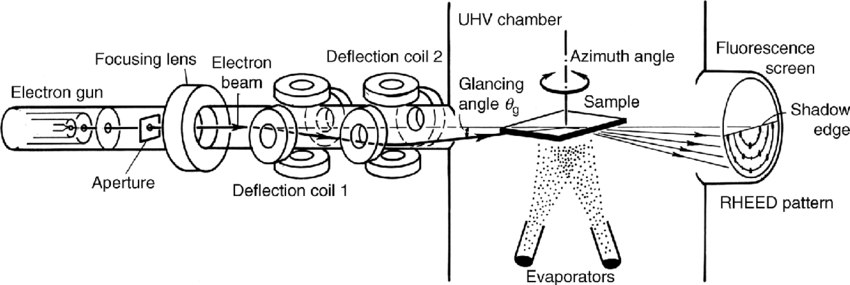 UHV chamber
Focusing lens
Electron
beam
Deflection coil 2
Azimuth angle
Fluorescence
screen
Electron gun
Glancing
angle θg
Sample
Shadow
edge
Aperture
Deflection coil 1
RHEED pattern
Evaporators